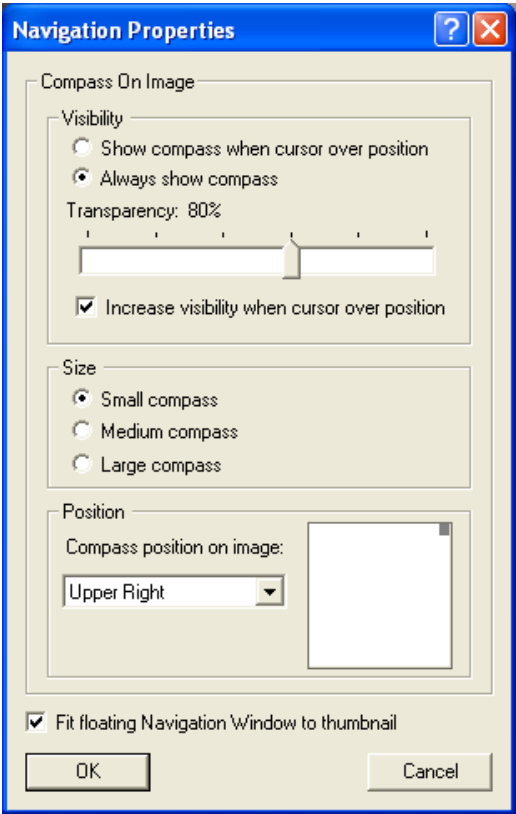 Navigation Properties
Compass On Image
Visibility
Show compass when cursor over position
Always show compass
Transparency: 80%
Increase visibility when cursor over position
Size
Small compass
Medium compass
Large compass
Position
Compass position on image:
Upper Right
Fit floating Navigation Window to thumbnail
OK
Cancel